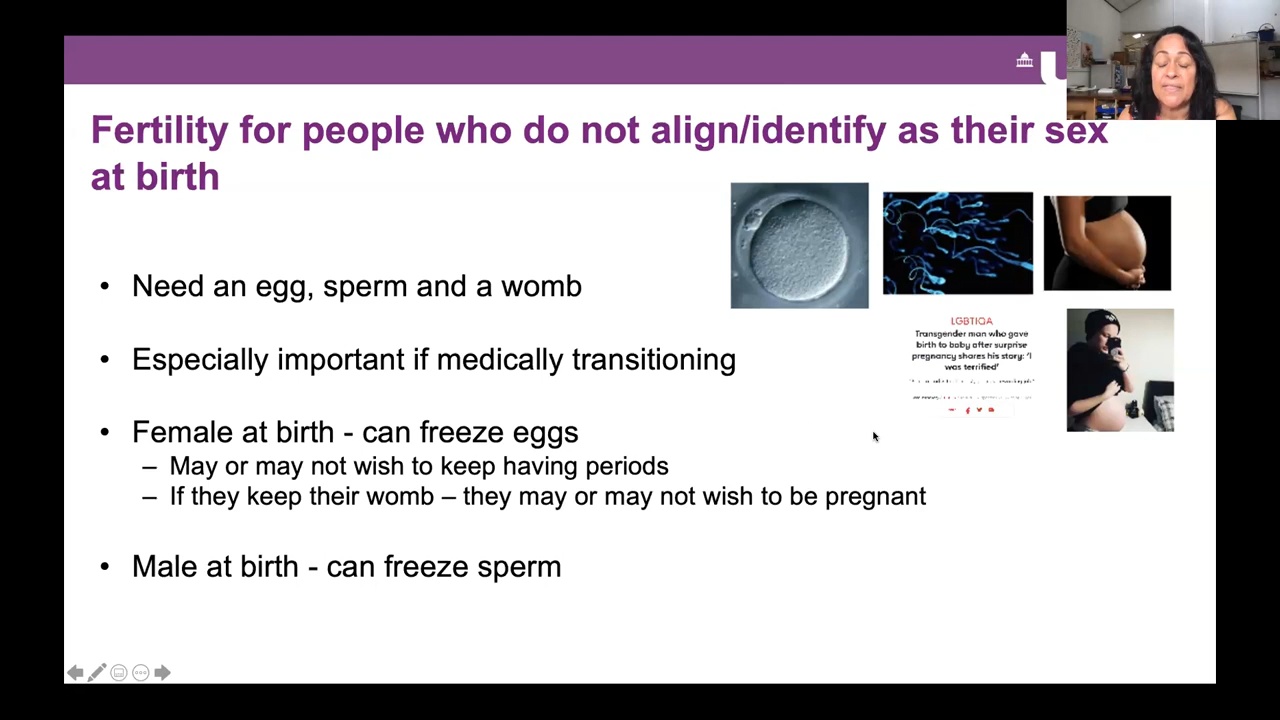 Fertility for people who do not align/identify as their sex
at birth
• Need an egg, sperm and a womb
• Especially important if medically transitioning
• Female at birth - can freeze eggs
– May or may not wish to keep having periods
– If they keep their womb – they may or may not wish to be pregnant
• Male at birth - can freeze sperm
LGBTIQA
Transgender man who gave
birth to baby after surprise
pregnancy shares his story: 'I
was terrified'